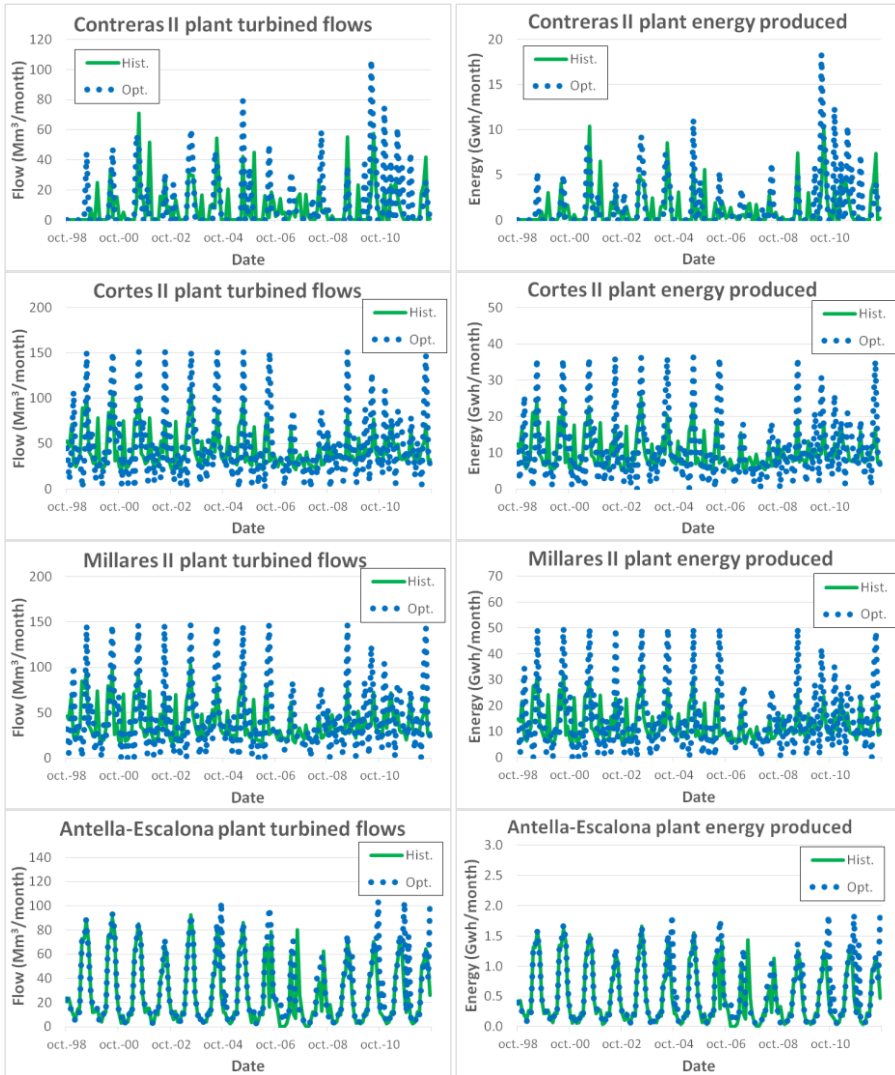 Contreras II plant turbined flows
120
100
80
60
40
20
0
Flow (Mm³/month)
Hist.
Opt.
oct.-98 oct.-00 oct.-02 oct.-04 oct.-06 oct.-08 oct.-10
Date
Contreras II plant energy produced
20
15
10
5
0
Energy (Gwh/month)
Hist.
Opt.
oct.-98 oct.-00 oct.-02 oct.-04 oct.-06 oct.-08 oct.-10
Date
Cortes II plant turbined flows
200
150
100
50
0
Flow (Mm³/month)
Hist.
Opt.
oct.-98 oct.-00 oct.-02 oct.-04 oct.-06 oct.-08 oct.-10
Date
Cortes II plant energy produced
50
40
30
20
10
0
Energy (Gwh/month)
Hist.
Opt.
oct.-98 oct.-00 oct.-02 oct.-04 oct.-06 oct.-08 oct.-10
Date
Millares II plant turbined flows
200
150
100
50
0
Flow (Mm³/month)
Hist.
Opt.
oct.-98 oct.-00 oct.-02 oct.-04 oct.-06 oct.-08 oct.-10
Date
Millares II plant energy produced
70
60
50
40
30
20
10
0
Energy (Gwh/month)
Hist.
Opt.
oct.-98 oct.-00 oct.-02 oct.-04 oct.-06 oct.-08 oct.-10
Date
Antella-Escalona plant turbined flows
140
120
100
80
60
40
20
0
Flow (Mm³/month)
Hist.
Opt.
oct.-98 oct.-00 oct.-02 oct.-04 oct.-06 oct.-08 oct.-10
Date
Antella-Escalona plant energy produced
3.0
2.5
2.0
1.5
1.0
0.5
0.0
Energy (Gwh/month)
Hist.
Opt.
oct.-98 oct.-00 oct.-02 oct.-04 oct.-06 oct.-08 oct.-10
Date